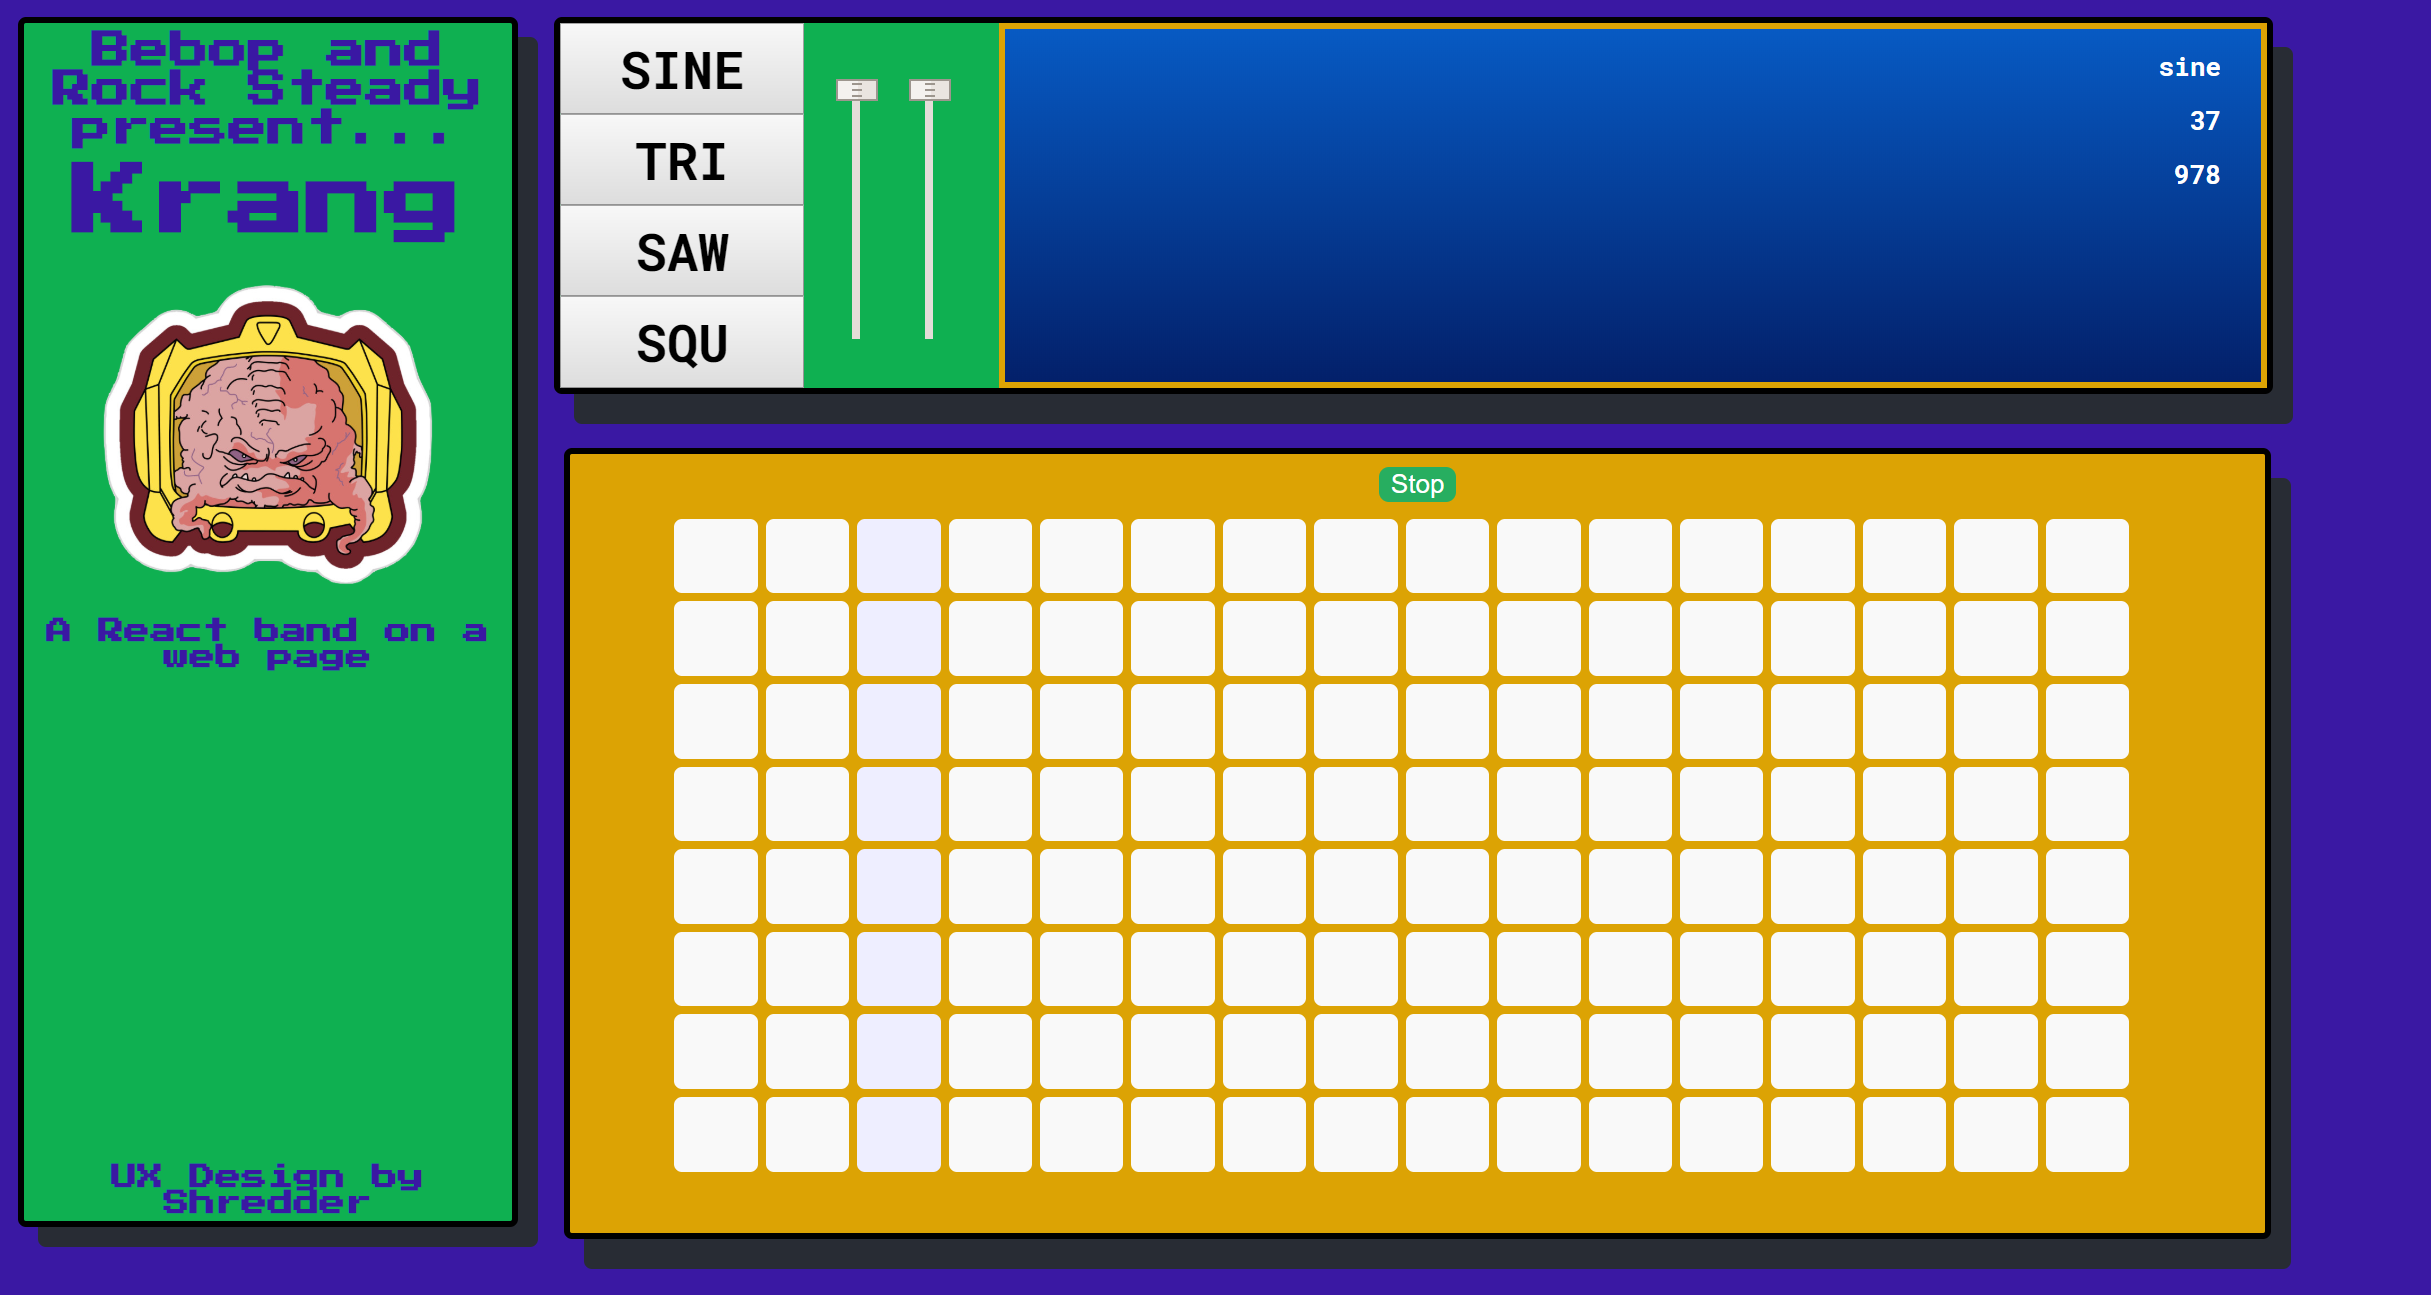 Bebop and
Rock Steady
present...
Krang
A React band on a
web page
UX Design by
Shredder
SINE
TRI
SAW
SQU
sine
37
978
Stop